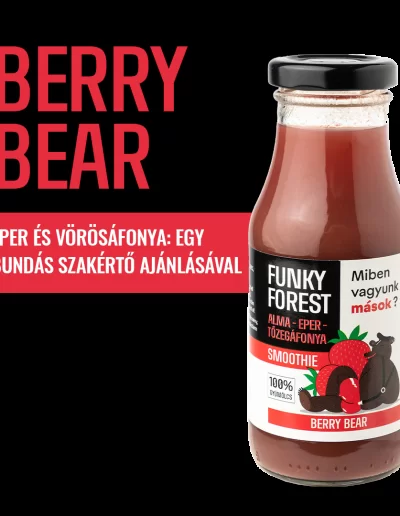 BERRY
BEAR
PER ÉS VÖRÖSÁFONYA: EGY
BUNDÁS SZAKÉRTŐ AJÁNLÁSÁVAL
FUNKY
FOREST
ALMA - EPER -
TŐZEGÁFONYA
SMOOTHIE
100%
GYÜMÖLCS
Miben
vagyunk
mások?
BERRY BEAR